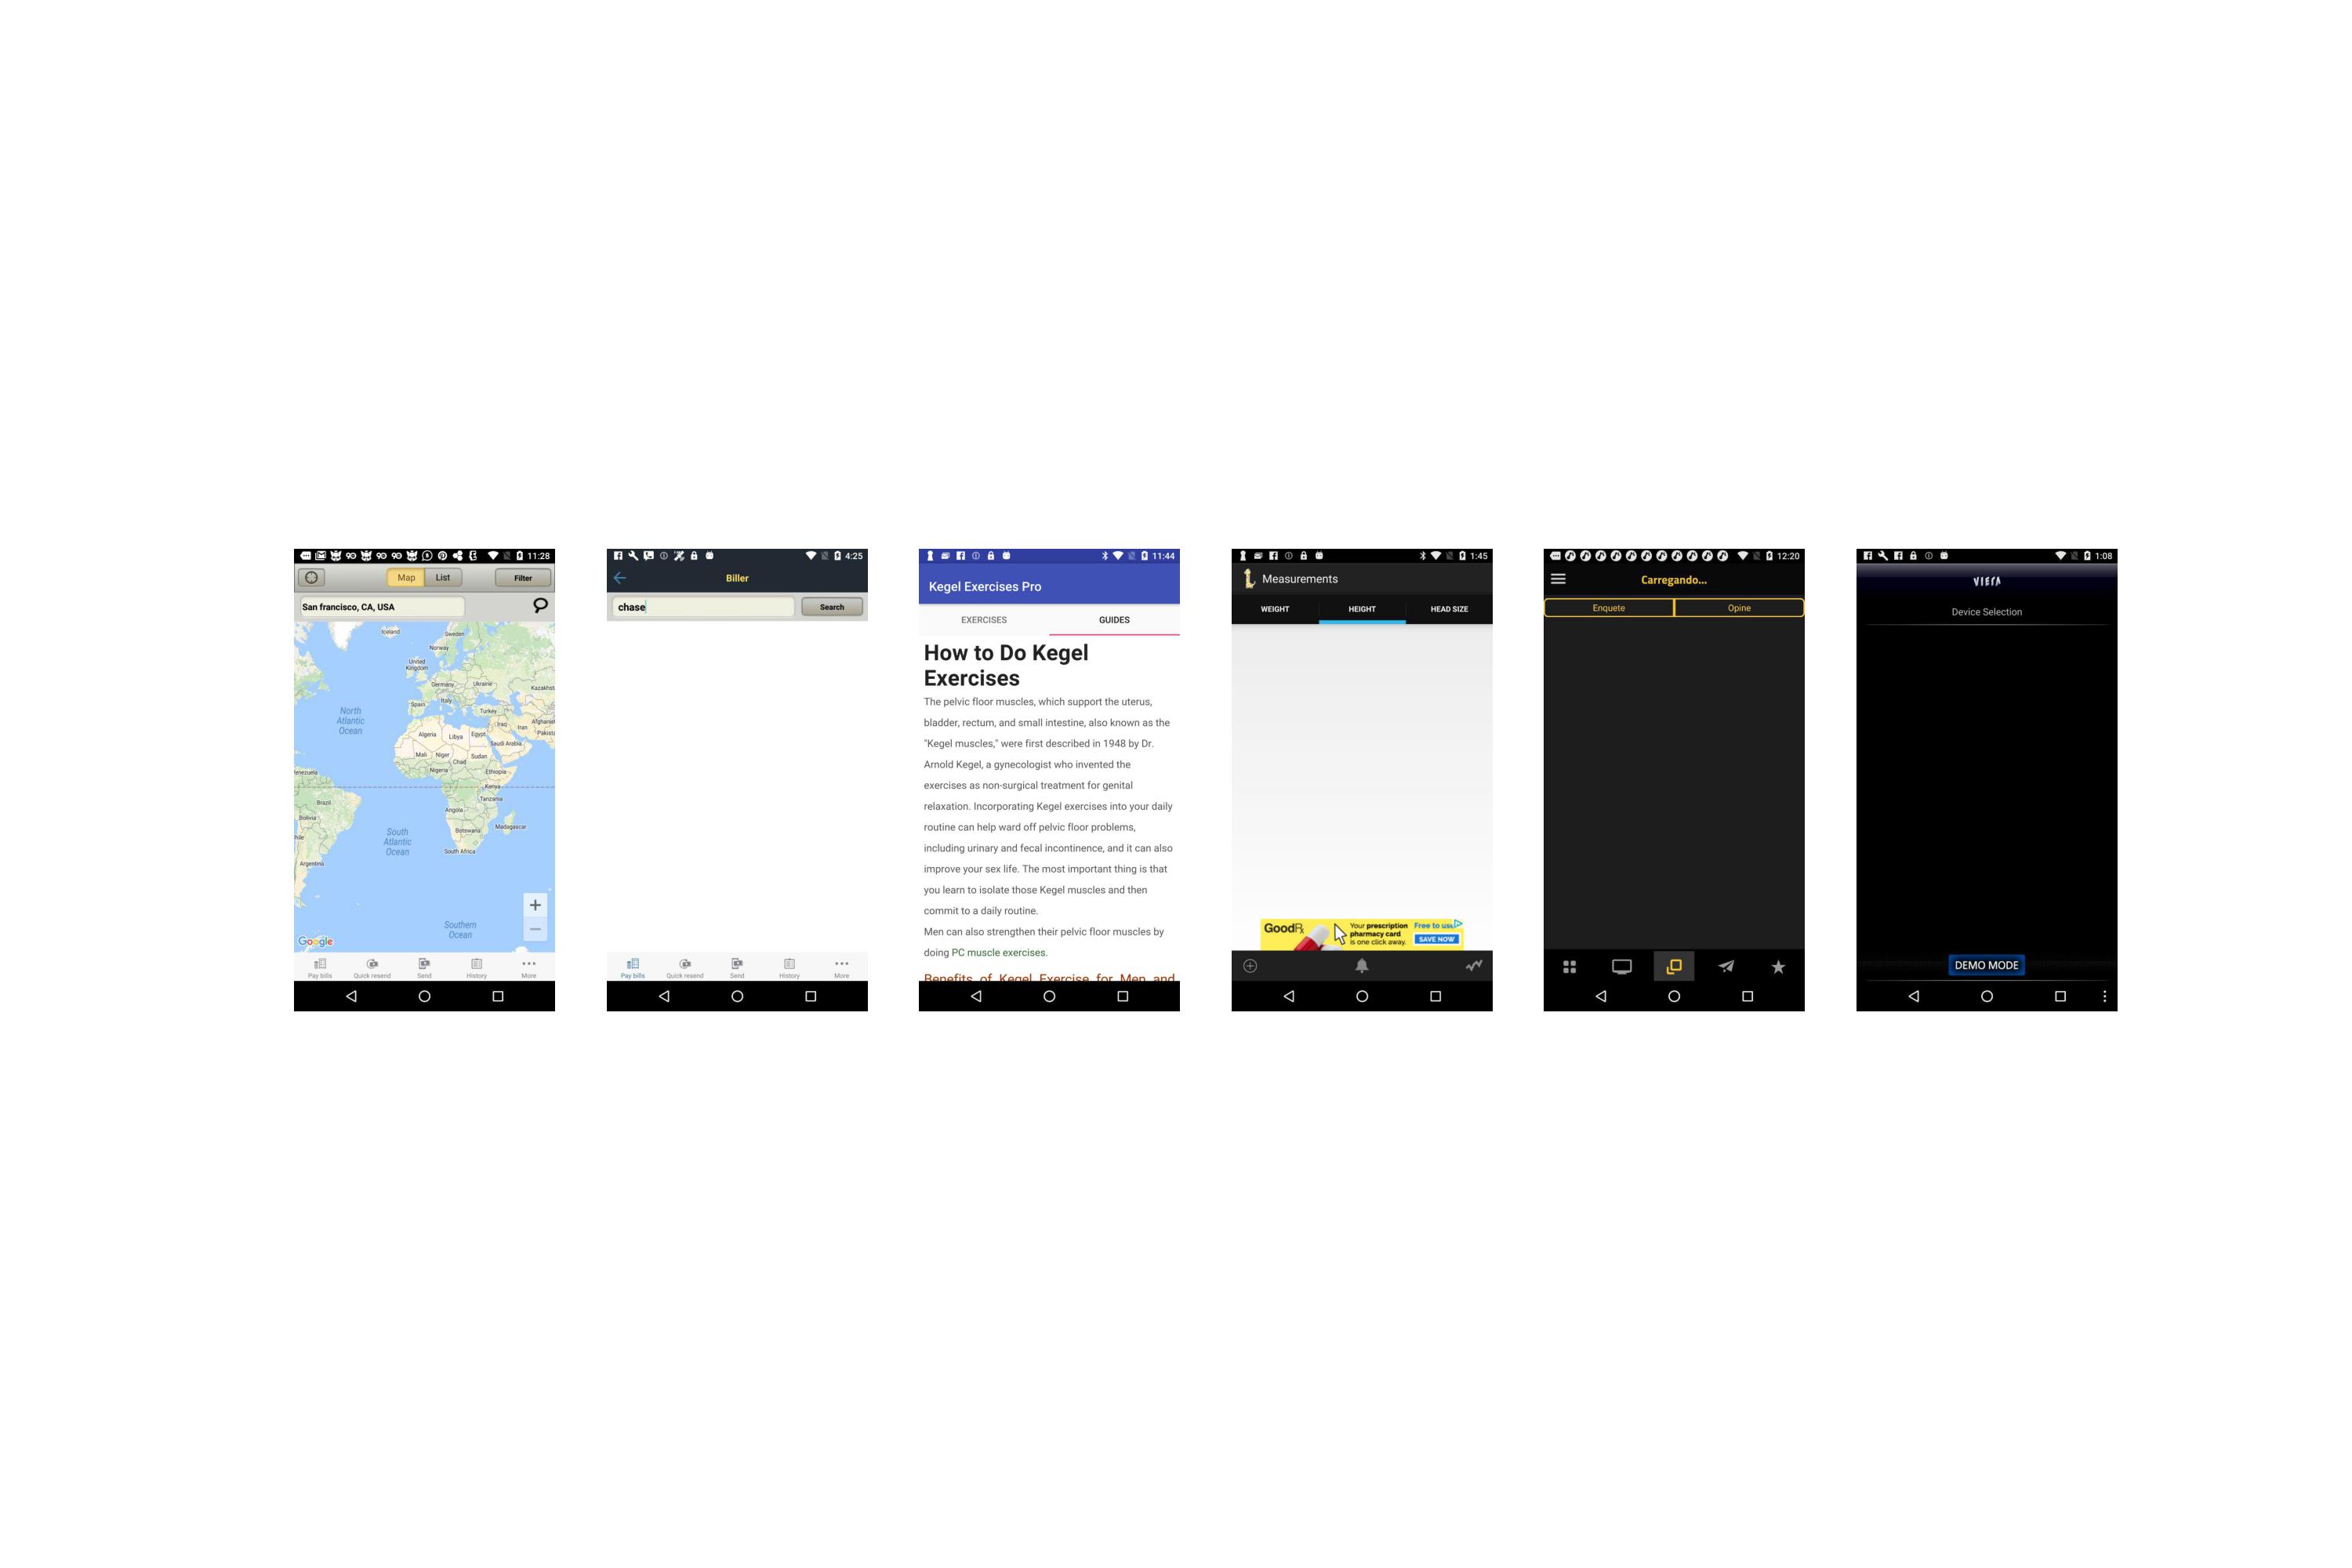 11:28
Map
List
Filter
San francisco, CA, USA
Iceland
Sweden
Norway
United
Kingdom
Germany
Ukraine
Kazakhst
Spain
Italy
Turkey
Iraq
Iran
Afghanist
Pakista
North
Atlantic
Ocean
Algeria
Libya
Egypt
Saudi Arabia
Mali
Niger
Sudan
Chad
Nigeria
Ethiopia
Venezuela
Kenya
Brazil
Tanzania
Angola
Bolivia
Botswana
Madagascar
hile
South
Atlantic
Ocean
South Africa
Argentina
Southern
Ocean
Google
Pay bills
Quick resend
Send
History
More
4:25
Biller
chase
Search
Pay bills
Quick resend
Send
History
More
11:44
Kegel Exercises Pro
EXERCISES
GUIDES
How to Do Kegel
Exercises
The pelvic floor muscles, which support the uterus,
bladder, rectum, and small intestine, also known as the
"Kegel muscles," were first described in 1948 by Dr.
Arnold Kegel, a gynecologist who invented the
exercises as non-surgical treatment for genital
relaxation. Incorporating Kegel exercises into your daily
routine can help ward off pelvic floor problems,
including urinary and fecal incontinence, and it can also
improve your sex life. The most important thing is that
you learn to isolate those Kegel muscles and then
commit to a daily routine.
Men can also strengthen their pelvic floor muscles by
doing PC muscle exercises.
Benefits of Kegel Exercise for Men and
1:45
Measurements
WEIGHT
HEIGHT
HEAD SIZE
GoodRx
Your prescription
pharmacy card
is one click away.
Free to use
SAVE NOW
12:20
Carregando...
Enquete
Opine
1:08
VIERA
Device Selection
DEMO MODE